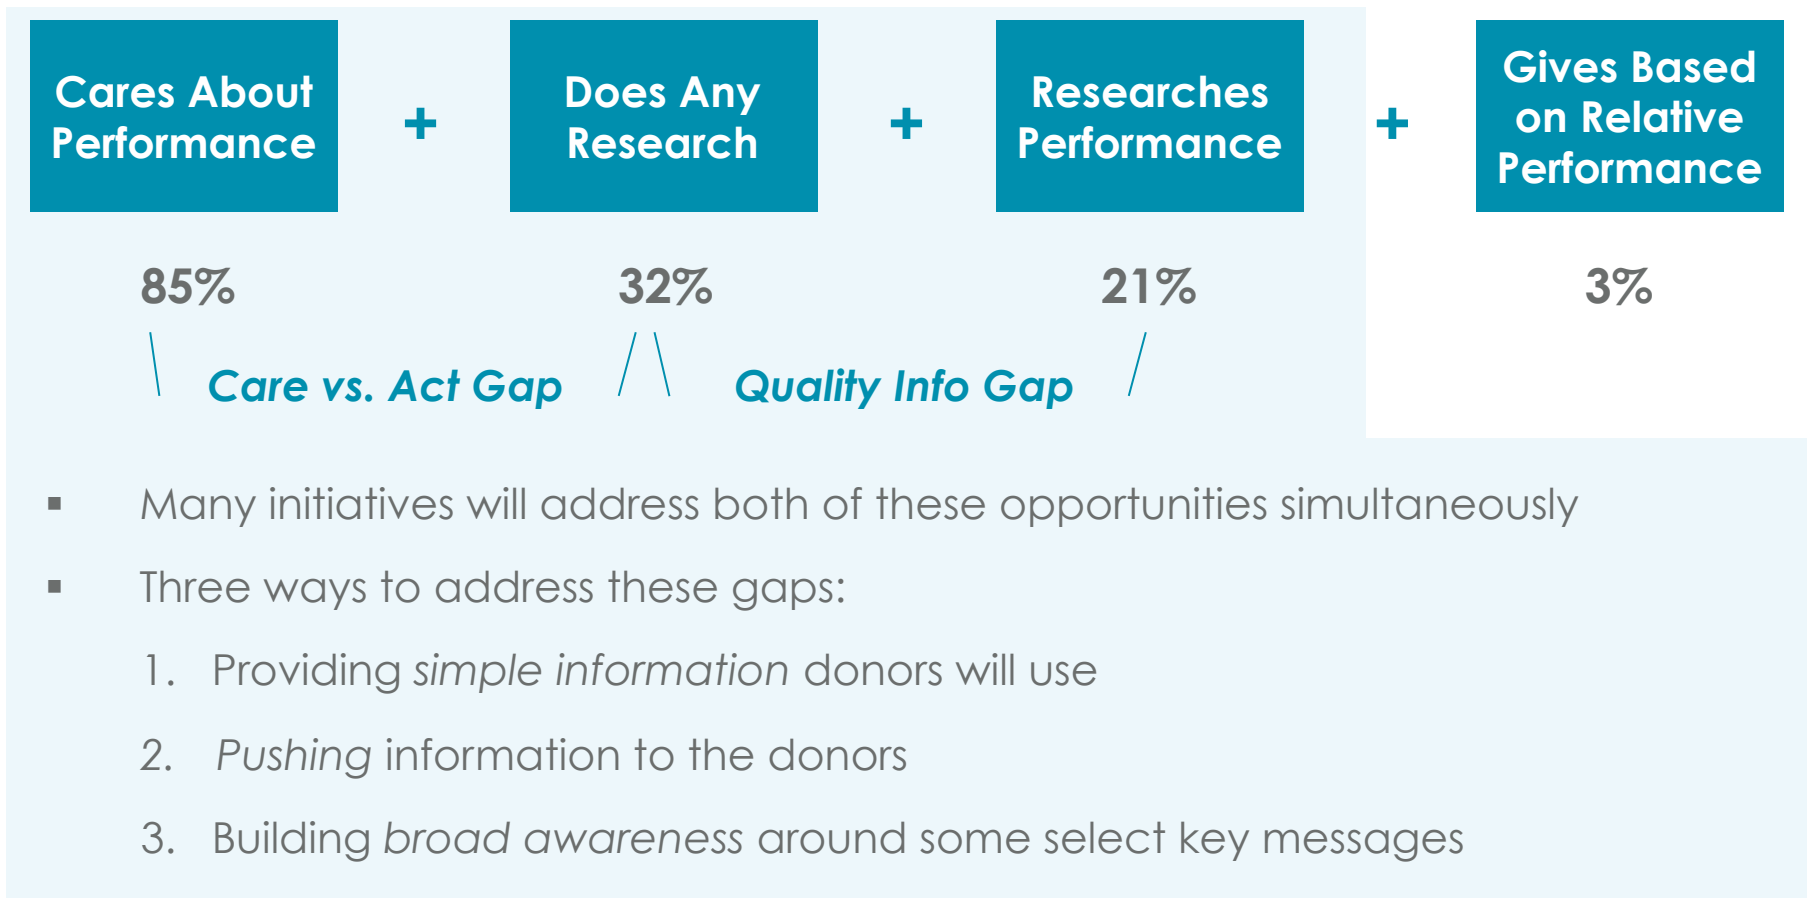 Cares About
Performance
+
Does Any
Research
+
Researches
Performance
+
Gives Based
on Relative
Performance
85%
32%
21%
3%
Care vs. Act Gap
Quality Info Gap
▪ Many initiatives will address both of these opportunities simultaneously
▪ Three ways to address these gaps:
1. Providing simple information donors will use
2. Pushing information to the donors
3. Building broad awareness around some select key messages